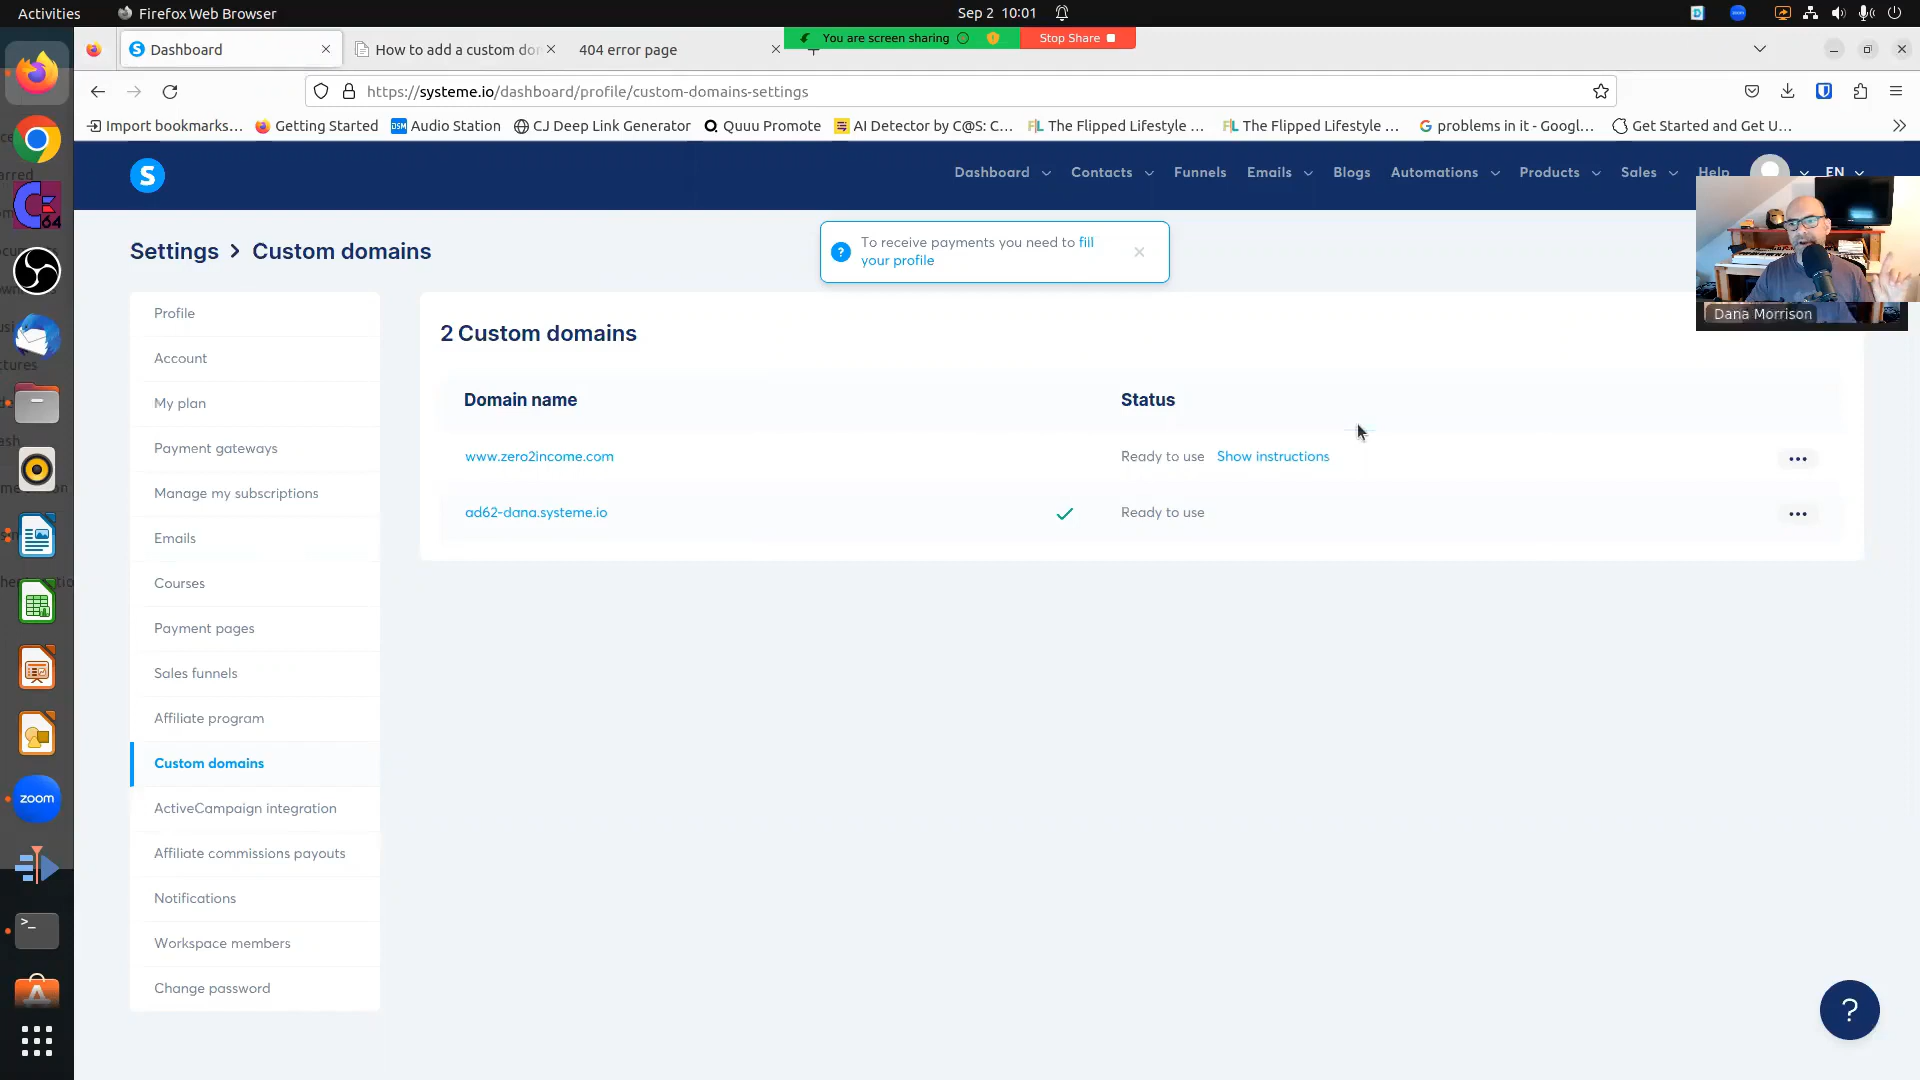 Activities
Firefox Web Browser
Sep 2 10:01
Dashboard
How to add a custom do
404 error page
You are screen sharing
Stop Share
https://systeme.io/dashboard/profile/custom-domains-settings
Import bookmarks...
Getting Started
DSM Audio Station
CJ Deep Link Generator
Quuu Promote
AI Detector by C@S: C...
FL The Flipped Lifestyle ...
FL The Flipped Lifestyle ...
G problems in it - Googl...
Get Started and Get U...
S
Dashboard
Contacts
Funnels
Emails
Blogs
Automations
Products
Sales
Help
EN
Settings > Custom domains
? To receive payments you need to fill
your profile
Dana Morrison
Profile
Account
My plan
Payment gateways
Manage my subscriptions
Emails
Courses
Payment pages
Sales funnels
Affiliate program
Custom domains
ActiveCampaign integration
Affiliate commissions payouts
Notifications
Workspace members
Change password
2 Custom domains
Domain name
Status
www.zero2income.com
Ready to use Show instructions
ad62-dana.systeme.io
Ready to use
64
zoom
>_
?